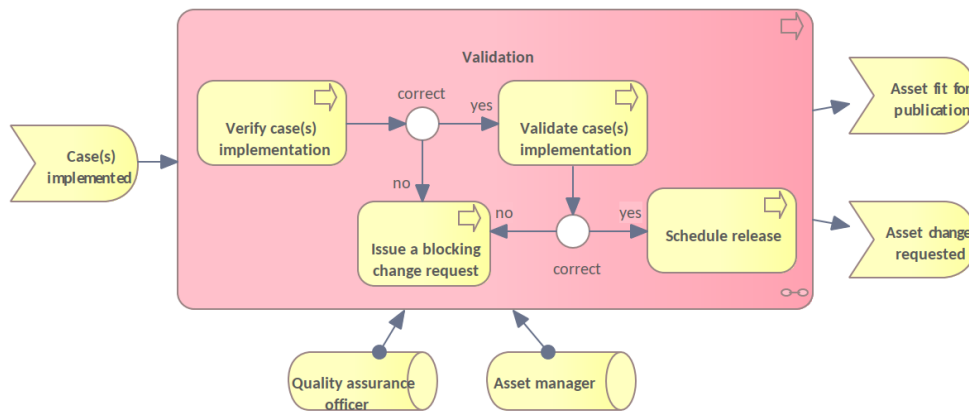 Validation
correct
yes
Verify case(s)
implementation
Validate case(s)
implementation
Case(s)
implemented
no
Issue a blocking
change request
no
yes
correct
Schedule release
Asset fit for
publication
Asset change
requested
Quality assurance
officer
Asset manager